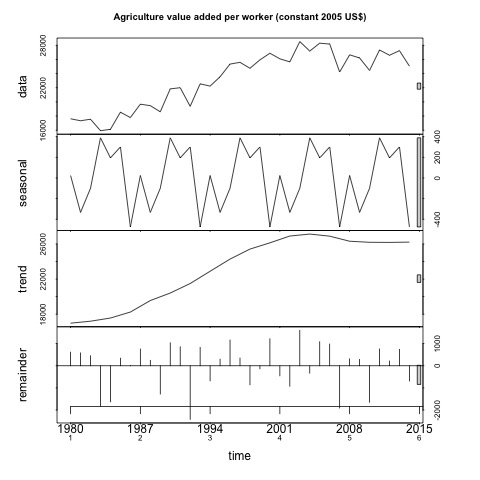 Agriculture value added per worker (constant 2005 US$)
data
16000 22000 28000
seasonal
400 0 200 400
trend
18000 22000 26000
remainder
-2000 0 1000
1980 1987 1994 2001 2008 2015
1 2 3 4 5 6
time